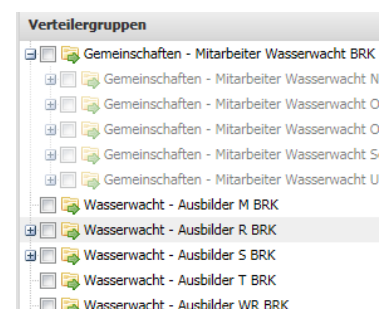 Verteilergruppen
Gemeinschaften - Mitarbeiter Wasserwacht BRK
Gemeinschaften - Mitarbeiter Wasserwacht N
Gemeinschaften - Mitarbeiter Wasserwacht O
Gemeinschaften - Mitarbeiter Wasserwacht O
Gemeinschaften - Mitarbeiter Wasserwacht S
Gemeinschaften - Mitarbeiter Wasserwacht U
Wasserwacht - Ausbilder M BRK
Wasserwacht - Ausbilder R BRK
Wasserwacht - Ausbilder S BRK
Wasserwacht - Ausbilder T BRK
Wasserwacht - Ausbilder WR BRK